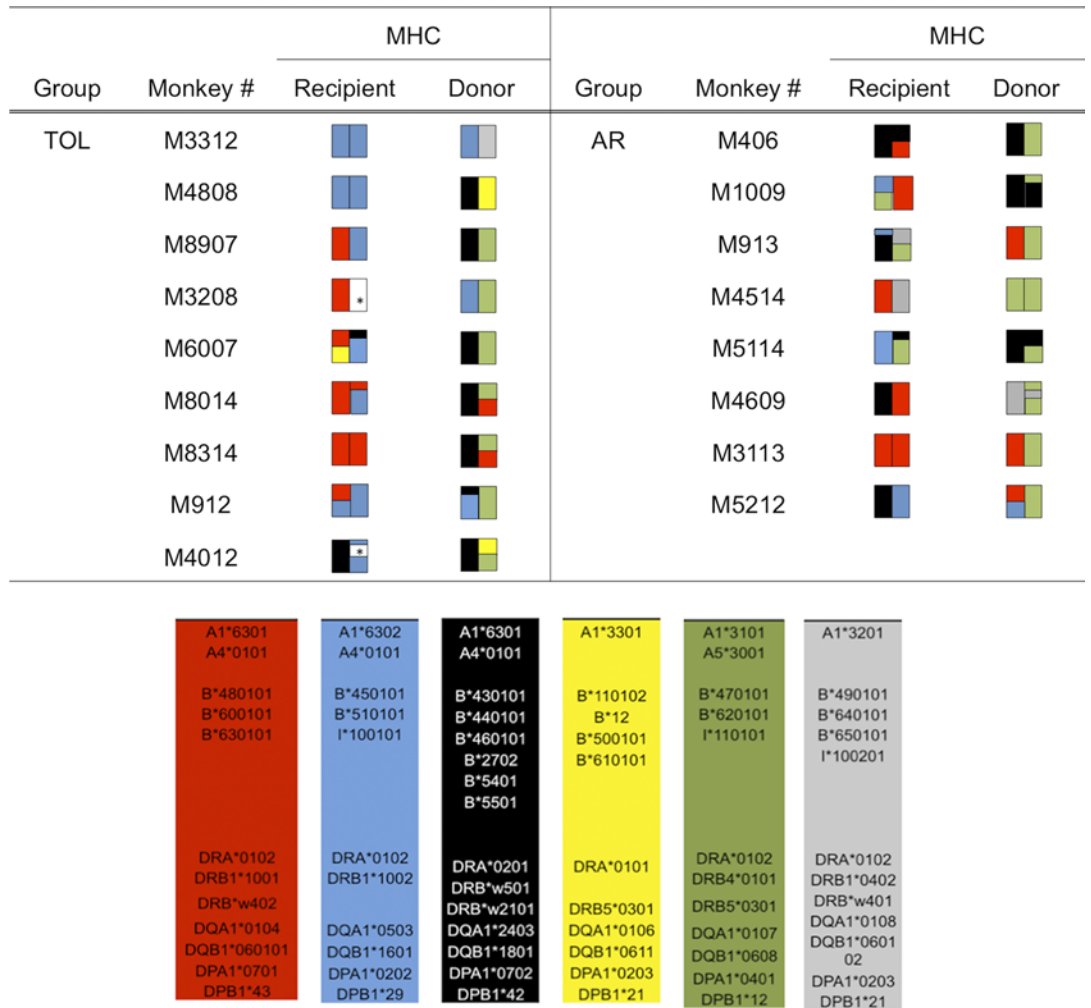 MHC MHC
Group Monkey # Recipient Donor Group Monkey # Recipient Donor
TOL M3312 AR M406
M4808 M1009
M8907 M913
M3208 * M4514
M6007 M5114
M8014 M4609
M8314 M3113
M912 M5212
M4012 *
A1*6301
A4*0101
B*480101
B*600101
B*630101
DRA*0102
DRB1*1001
DRB*w402
DQA1*0104
DQB1*060101
DPA1*0701
DPB1*43
A1*6302
A4*0101
B*450101
B*510101
I*100101
DRA*0102
DRB1*1002
DQA1*0503
DQB1*1601
DPA1*0202
DPB1*29
A1*6301
A4*0101
B*430101
B*440101
B*460101
B*2702
B*5401
B*5501
DRA*0201
DRB*w501
DRB*w2101
DQA1*2403
DQB1*1801
DPA1*0702
DPB1*42
A1*3301
B*110102
B*12
B*500101
B*610101
DRA*0101
DRB5*0301
DQA1*0106
DQB1*0611
DPA1*0203
DPB1*21
A1*3101
A5*3001
B*470101
B*620101
I*110101
DRA*0102
DRB4*0101
DRB5*0301
DQA1*0107
DQB1*0608
DPA1*0401
DPB1*12
A1*3201
B*490101
B*640101
B*650101
I*100201
DRA*0102
DRB1*0402
DRB*w401
DQA1*0108
DQB1*0601
02
DPA1*0203
DPB1*21